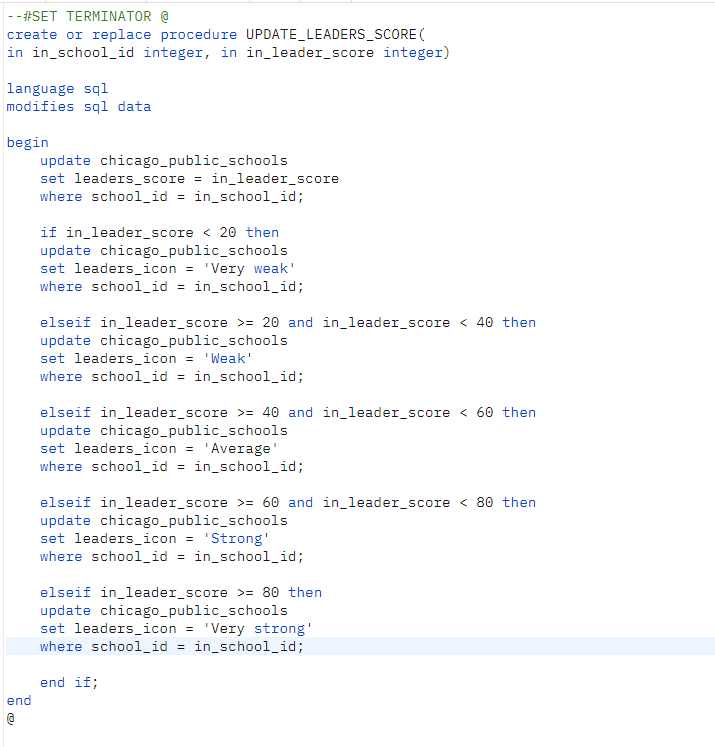 --#SET TERMINATOR @
create or replace procedure UPDATE_LEADERS_SCORE(
in in_school_id integer, in in_leader_score integer)
language sql
modifies sql data
begin
update chicago_public_schools
set leaders_score = in_leader_score
where school_id = in_school_id;
if in_leader_score < 20 then
update chicago_public_schools
set leaders_icon = 'Very weak'
where school_id = in_school_id;
elseif in_leader_score >= 20 and in_leader_score < 40 then
update chicago_public_schools
set leaders_icon = 'Weak'
where school_id = in_school_id;
elseif in_leader_score >= 40 and in_leader_score < 60 then
update chicago_public_schools
set leaders_icon = 'Average'
where school_id = in_school_id;
elseif in_leader_score >= 60 and in_leader_score < 80 then
update chicago_public_schools
set leaders_icon = 'Strong'
where school_id = in_school_id;
elseif in_leader_score >= 80 then
update chicago_public_schools
set leaders_icon = 'Very strong'
where school_id = in_school_id;
end if;
end
@